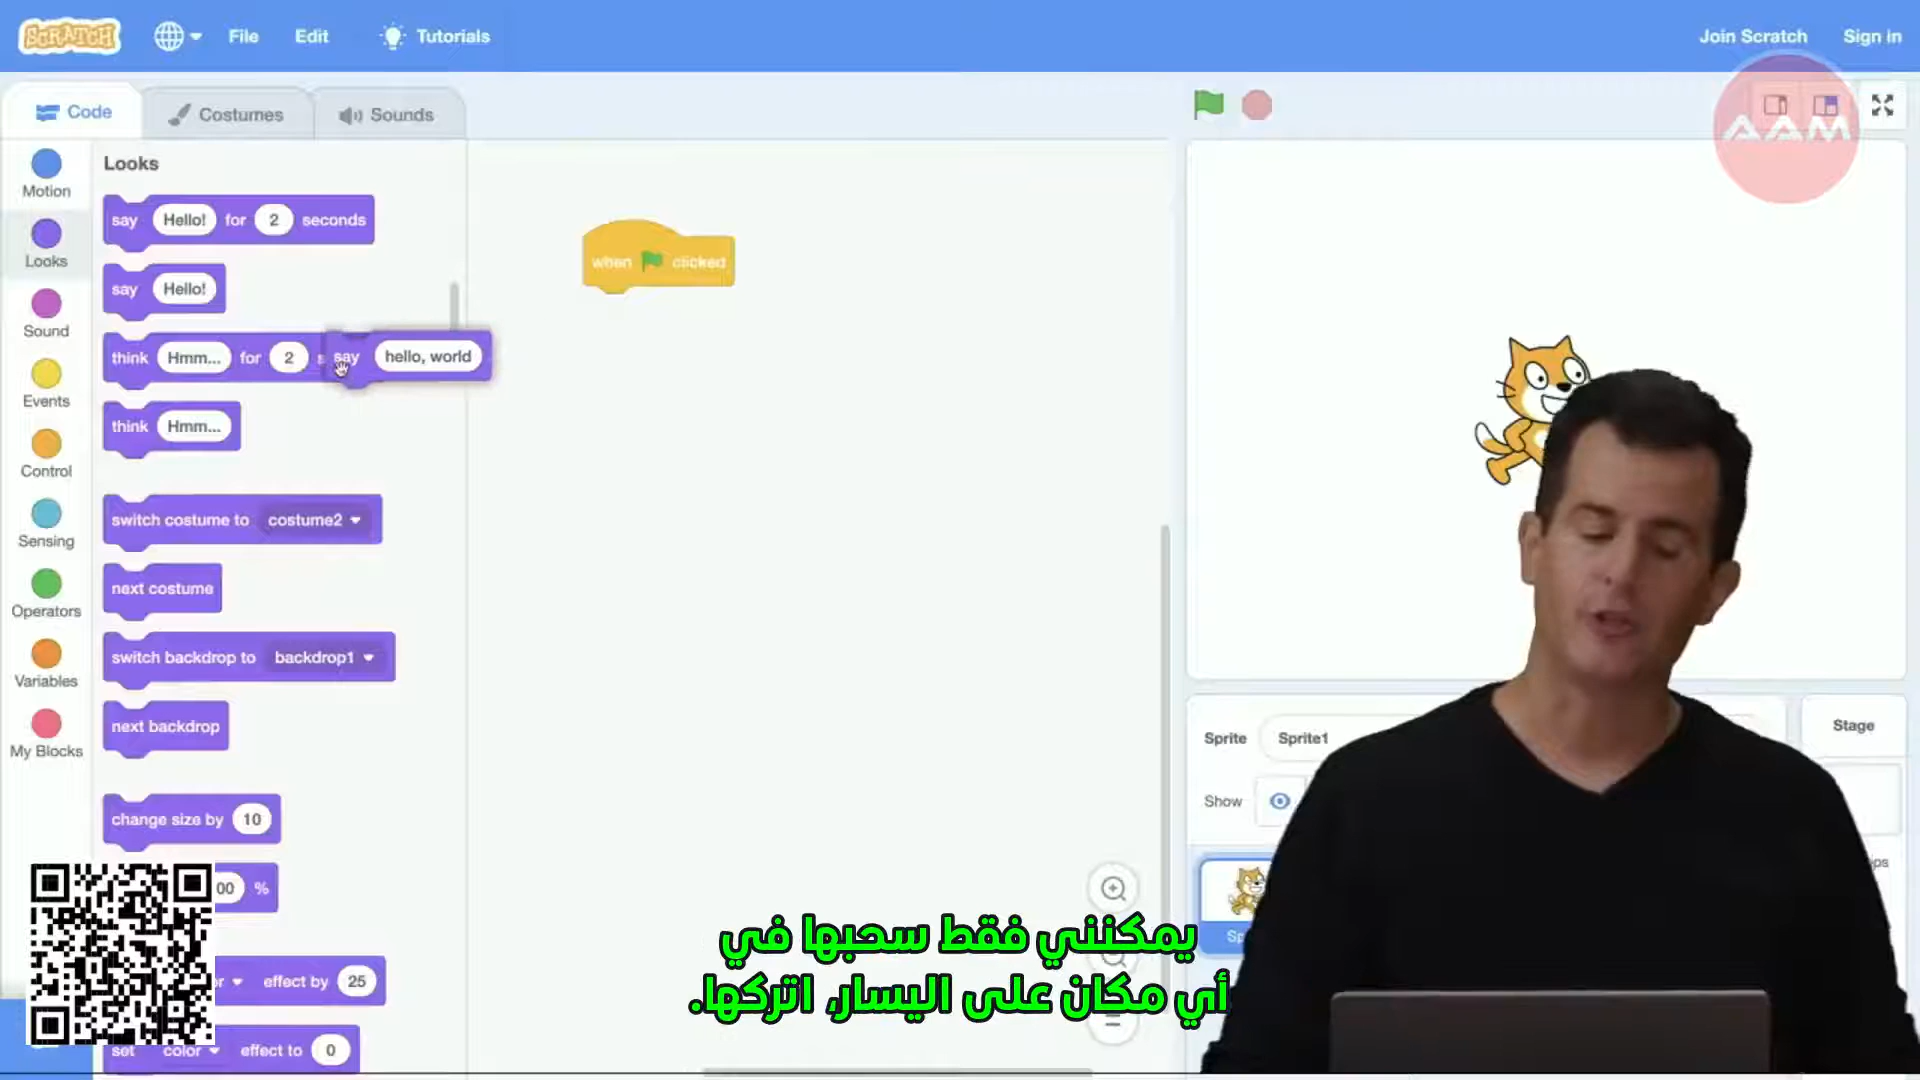 SCRATCH
File
Edit
Tutorials
Join Scratch
Sign in
Code
Costumes
Sounds
AAM
Motion
Looks
Sound
Events
Control
Sensing
Operators
Variables
My Blocks
Looks
say Hello! for 2 seconds
say Hello!
think Hmm... for 2 s
say hello, world
think Hmm...
switch costume to costume2
next costume
switch backdrop to backdrop1
next backdrop
change size by 10
00 %
effect by 25
set color effect to 0
when clicked
Sprite Sprite1
Show
Stage
يمكنني فقط سحبها في
أي مكان على اليسار، اتركها.